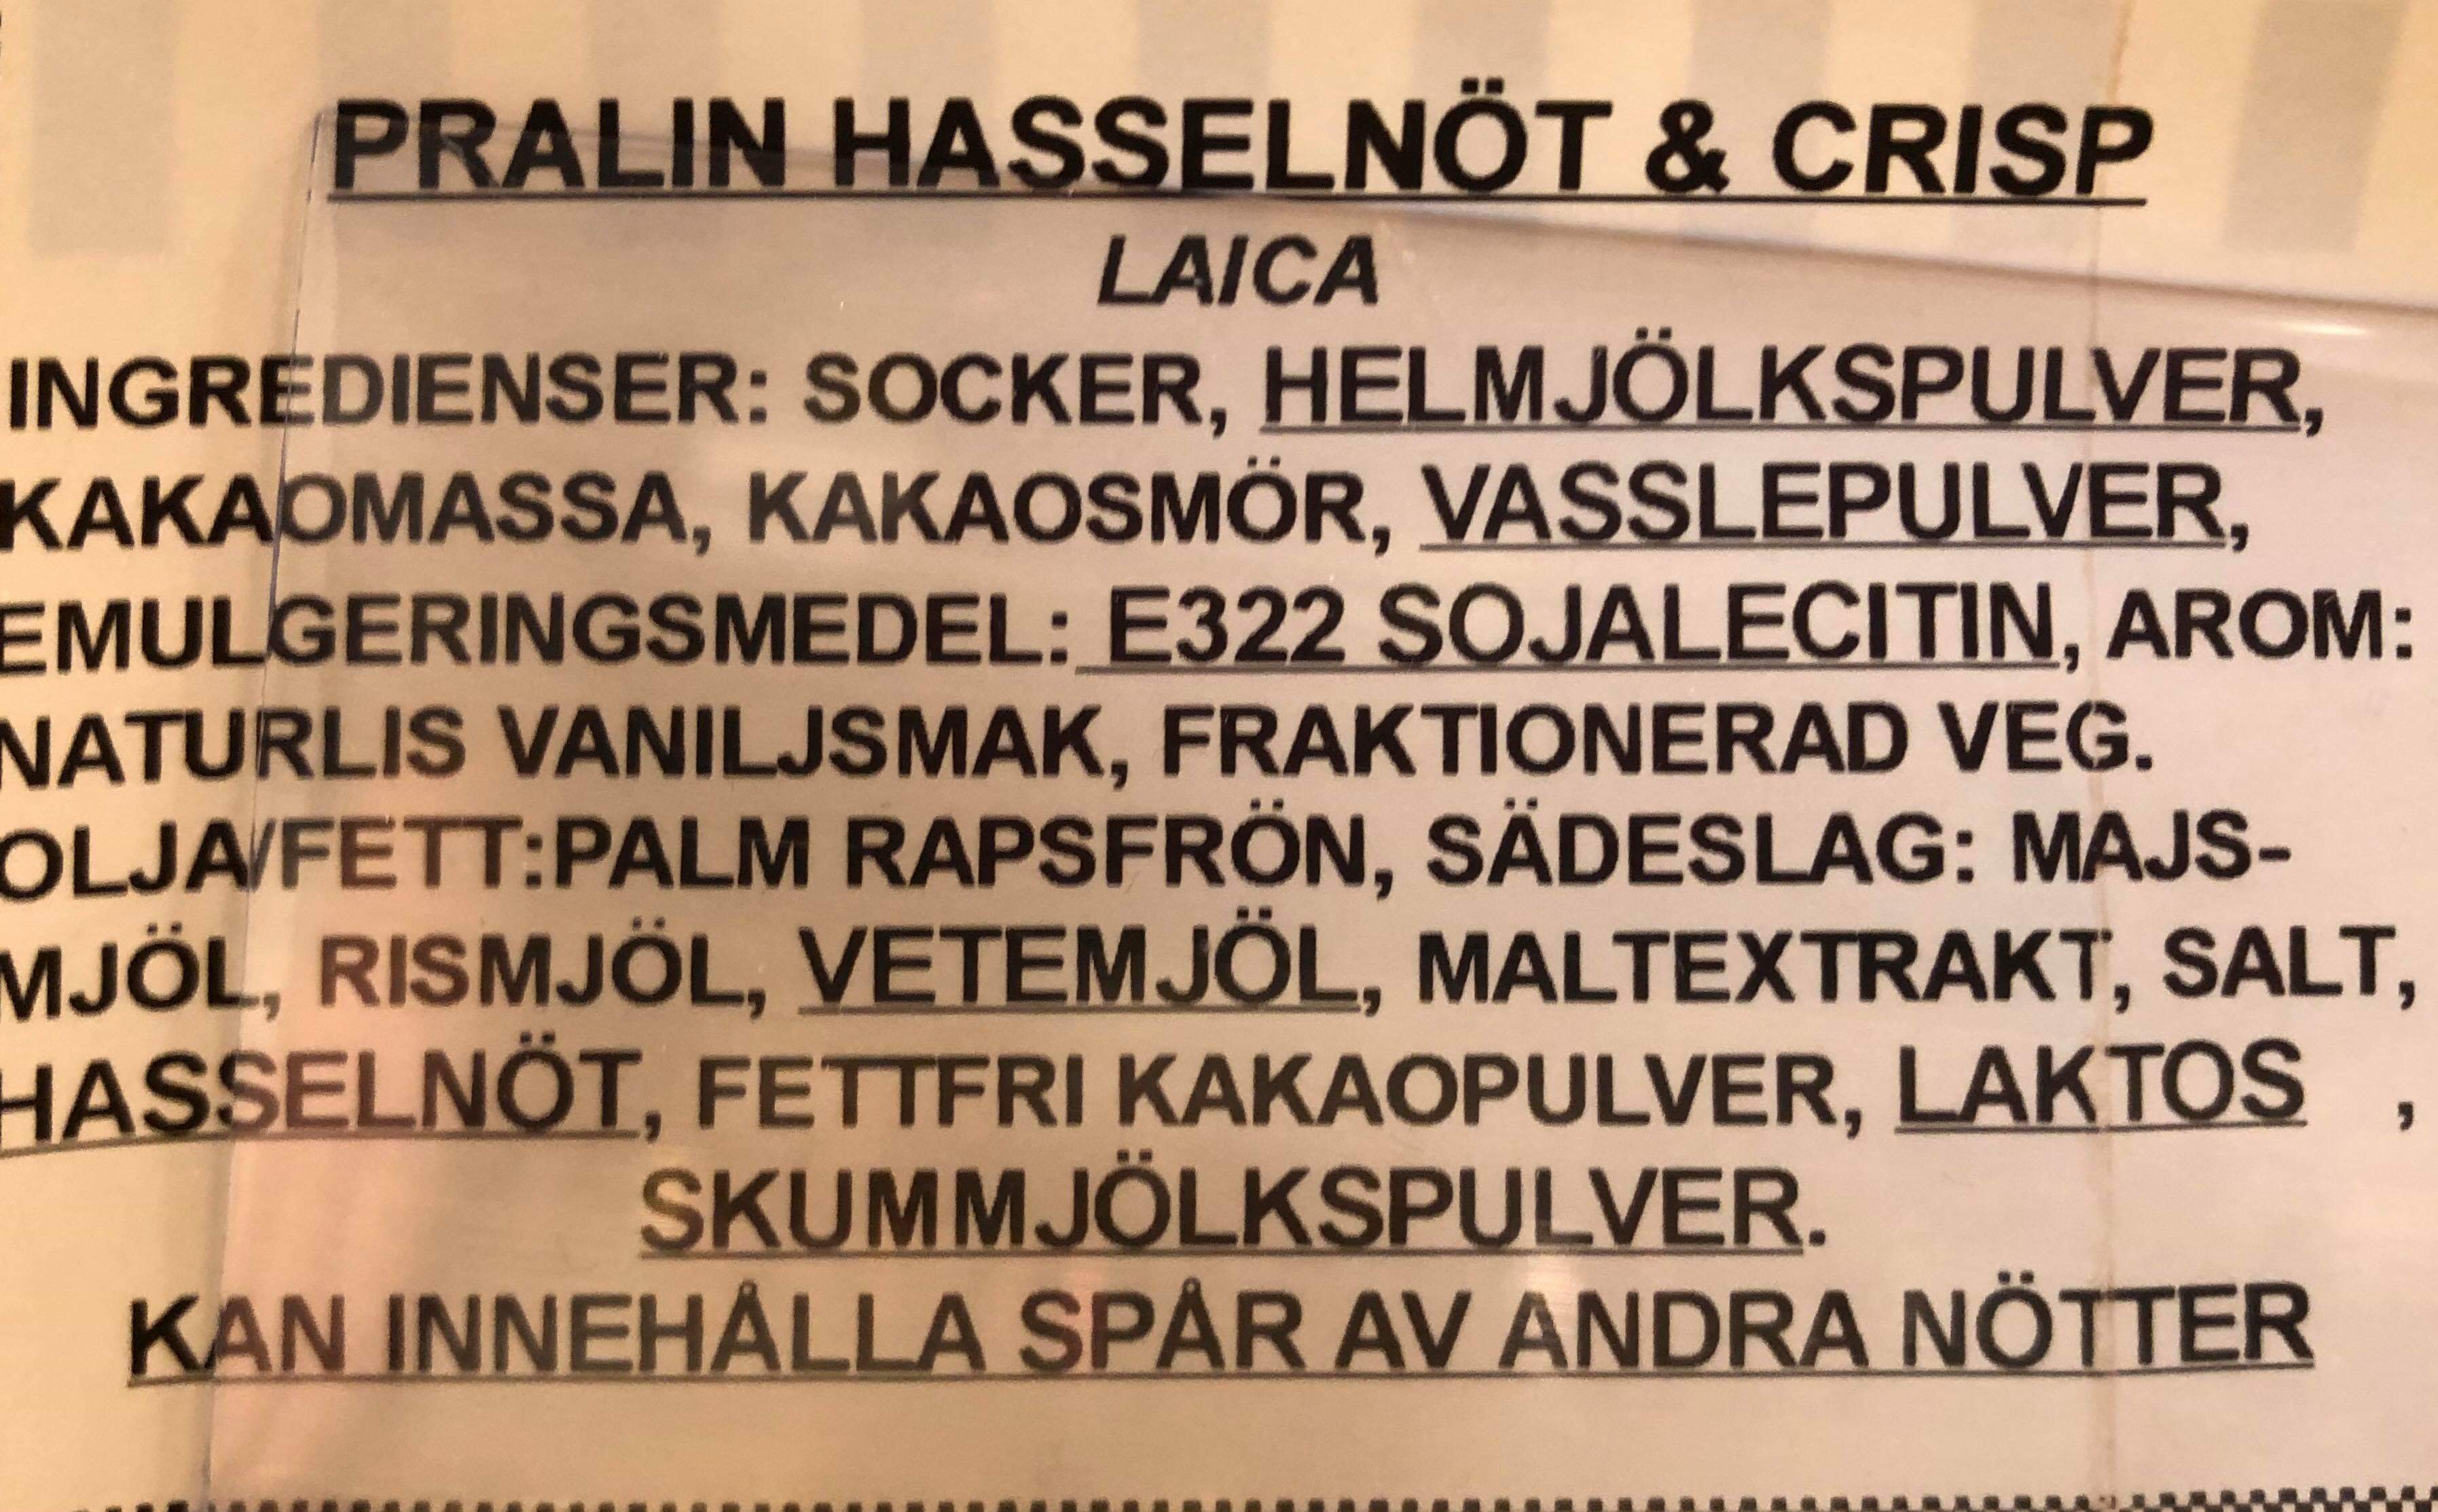 PRALIN HASSELNÖT & CRISP
LAICA
INGREDIENSER: SOCKER, HELMJÖLKSPULVER,
KAKAOMASSA, KAKAOSMÖR, VASSLEPULVER,
EMULGERINGSMEDEL: E322 SOJALECITIN, AROM:
NATURLIS VANILJSMAK, FRAKTIONERAD VEG.
OLJA/FETT:PALM RAPSFRÖN, SÄDESLAG: MAJS-
MJÖL, RISMJÖL, VETEMJÖL, MALTEXTRAKT, SALT,
HASSELNÖT, FETTFRI KAKAOPULVER, LAKTOS ,
SKUMMJÖLKSPULVER.
KAN INNEHÅLLA SPÅR AV ANDRA NÖTTER